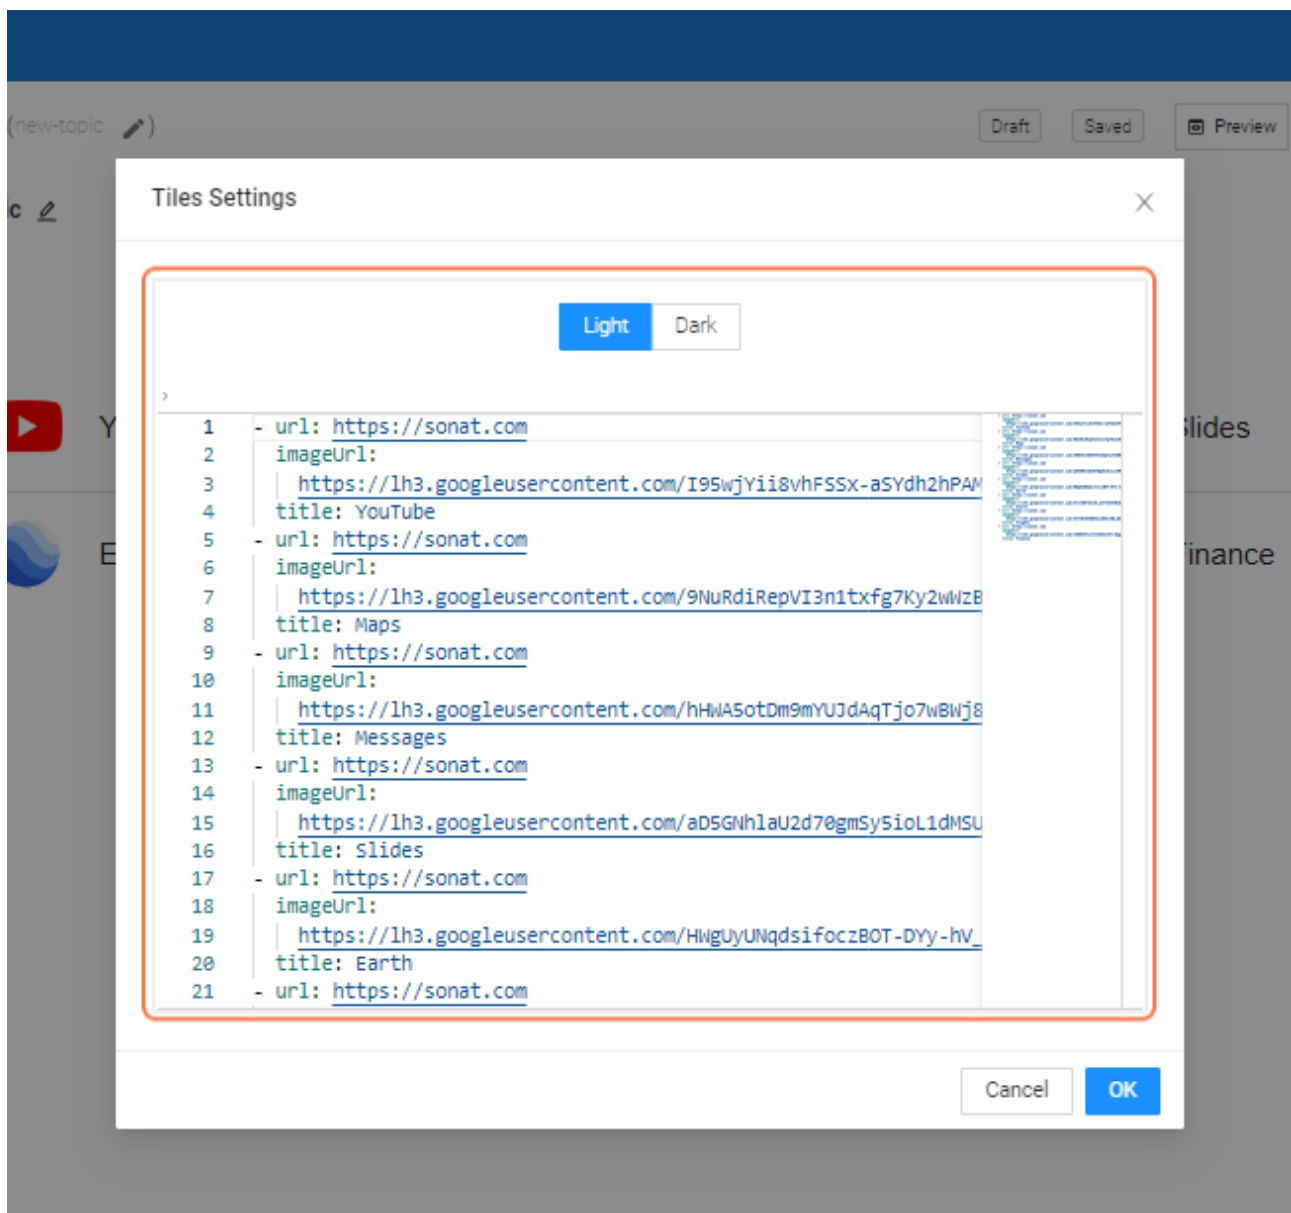 (new-topic )
Draft
Saved
Preview
Tiles Settings
ic
Light
Dark
Y
Slides
E
inance
1 - url: https://sonat.com
2 imageUrl:
3 https://lh3.googleusercontent.com/I95wjYii8vhFSSx-aSYdh2hPAM
4 title: YouTube
5 - url: https://sonat.com
6 imageUrl:
7 https://lh3.googleusercontent.com/9NuRdiRepVI3n1txfg7Ky2wWzB
8 title: Maps
9 - url: https://sonat.com
10 imageUrl:
11 https://lh3.googleusercontent.com/hHWA5otDm9mYUJdAqTjo7wBWj8
12 title: Messages
13 - url: https://sonat.com
14 imageUrl:
15 https://lh3.googleusercontent.com/aD5GNhlaU2d70gmSy5ioL1dMSU
16 title: Slides
17 - url: https://sonat.com
18 imageUrl:
19 https://lh3.googleusercontent.com/HWgUyUNqdsifoczBOT-DYy-hV_
20 title: Earth
21 - url: https://sonat.com
Cancel
OK